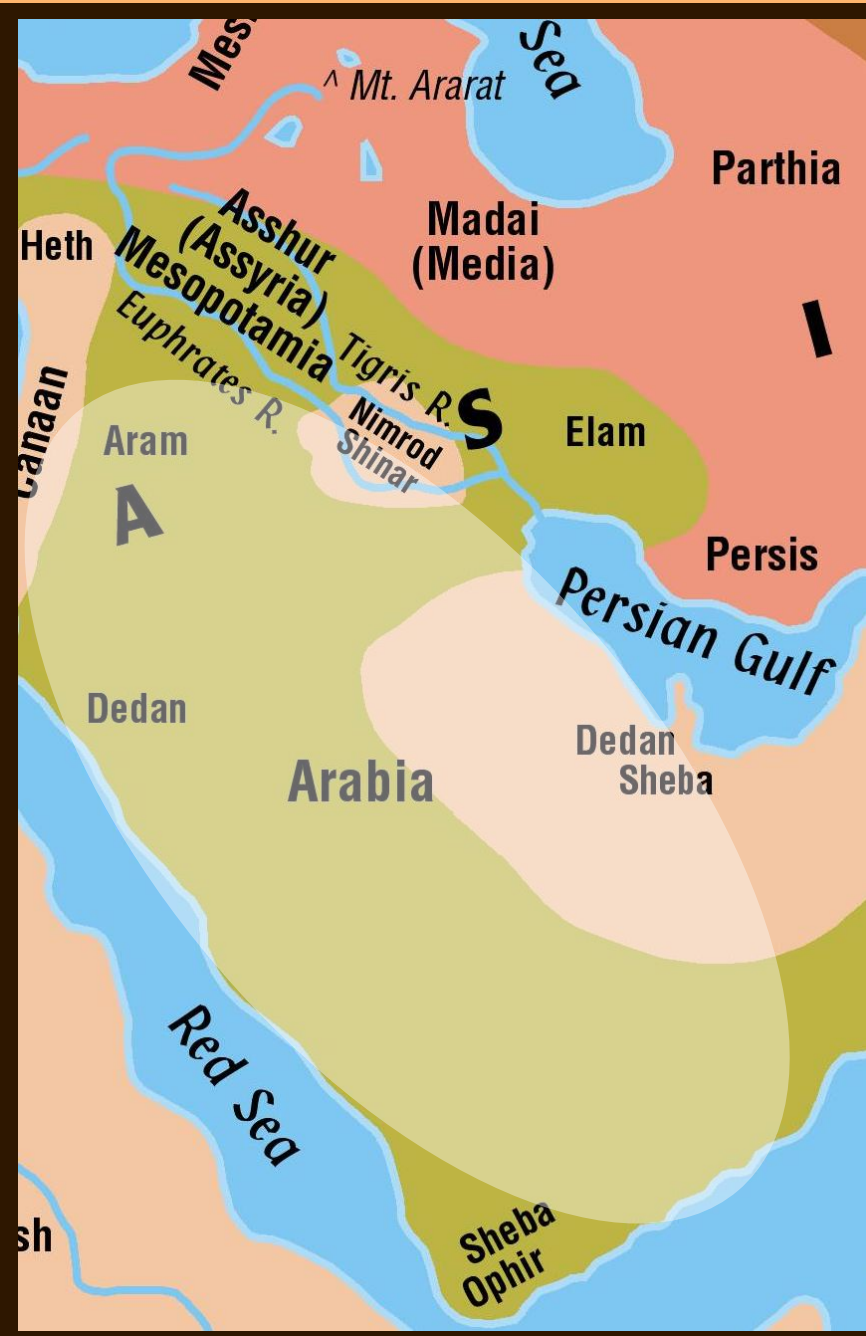 Mes
Sea
^ Mt. Ararat
Parthia
Madai
(Media)
Asshur
(Assyria)
Mesopotamia
Heth
Euphrates R.
Tigris R.
I
S
Nimrod
Shinar
Elam
Canaan
Aram
A
Persis
Persian Gulf
Dedan
Dedan
Sheba
Arabia
Red Sea
Sheba
Ophir
sh